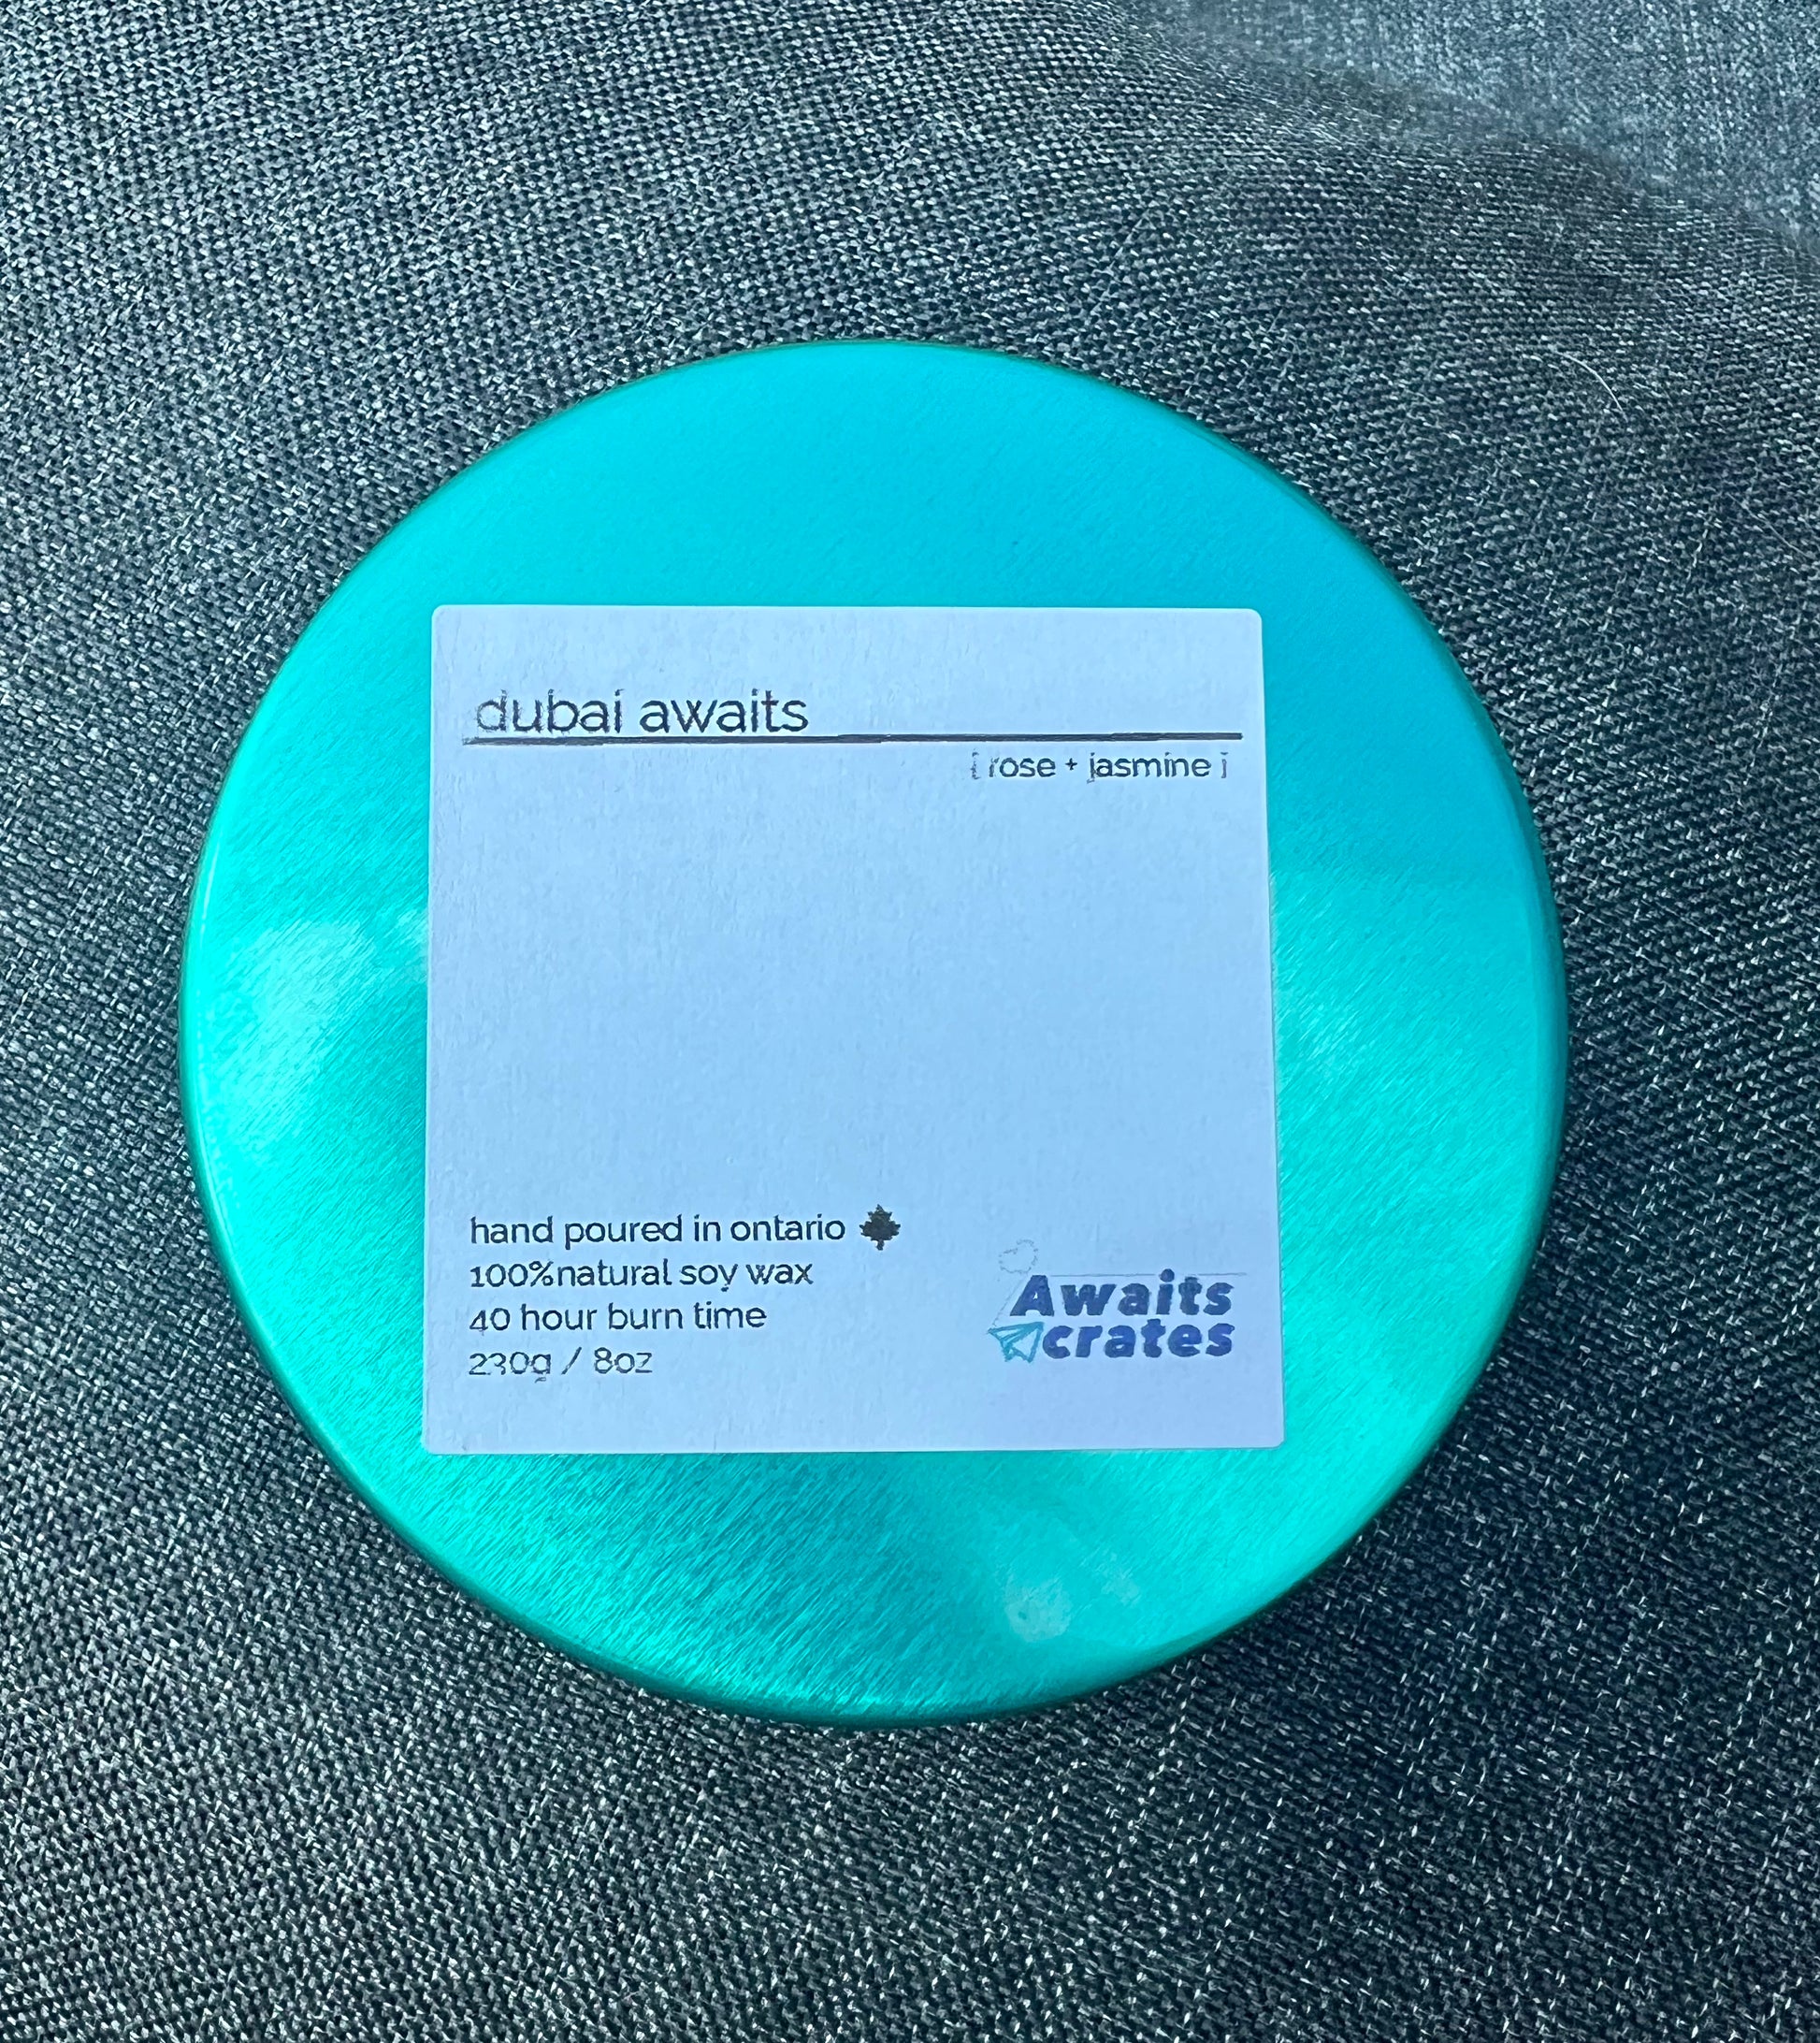 dubai awaits
[ rose + jasmine ]
hand poured in ontario
100%natural soy wax
40 hour burn time
230g / 8oz
Awaits
crates